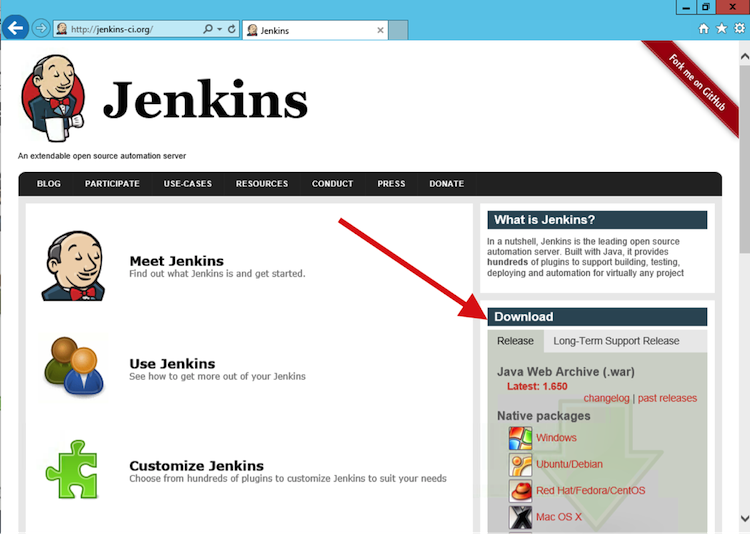 http://jenkins-ci.org/
Jenkins
Fork me on GitHub
Jenkins
An extendable open source automation server
BLOG PARTICIPATE USE-CASES RESOURCES CONDUCT PRESS DONATE
Meet Jenkins
Find out what Jenkins is and get started.
Use Jenkins
See how to get more out of your Jenkins
Customize Jenkins
Choose from hundreds of plugins to customize Jenkins to suit your needs
What is Jenkins?
In a nutshell, Jenkins is the leading open source
automation server. Built with Java, it provides
hundreds of plugins to support building, testing,
deploying and automation for virtually any project
Download
Release Long-Term Support Release
Java Web Archive (.war)
Latest: 1.650
changelog | past releases
Native packages
Windows
Ubuntu/Debian
Red Hat/Fedora/CentOS
Mac OS X